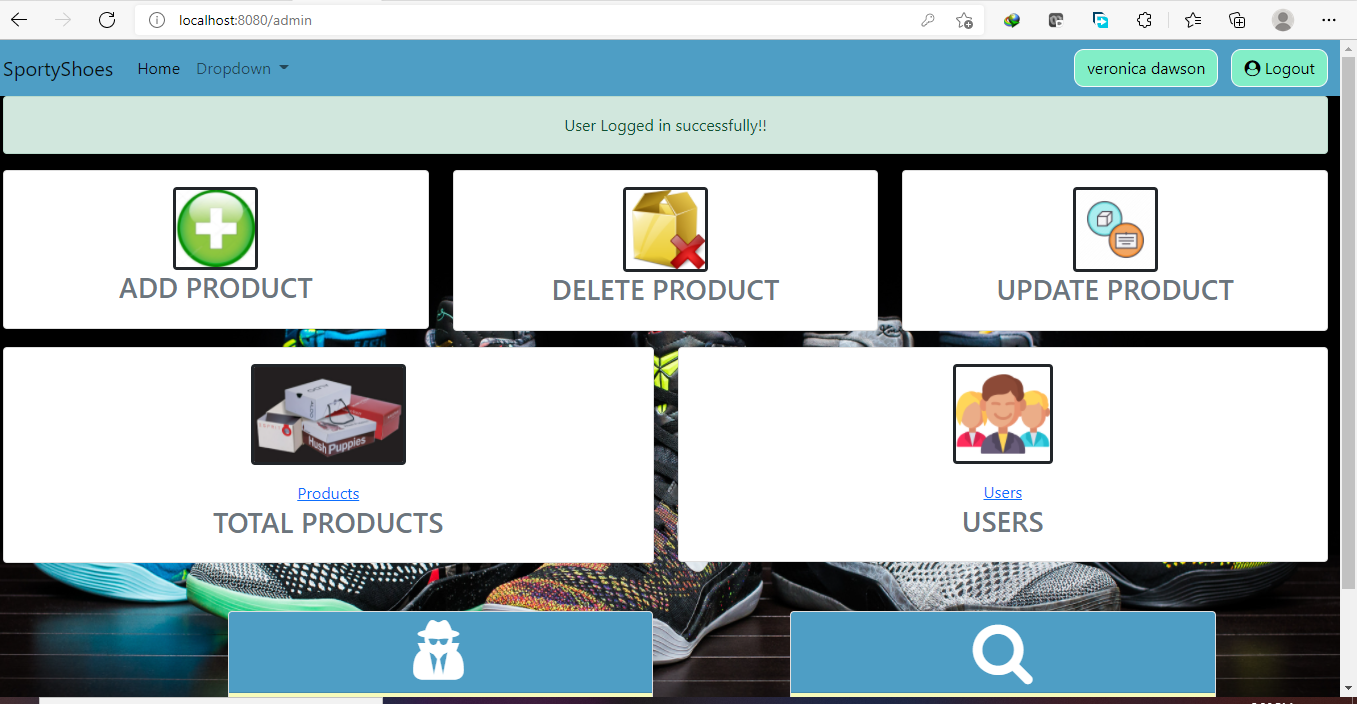 localhost:8080/admin
SportyShoes Home Dropdown veronica dawson Logout
User Logged in successfully!!
ADD PRODUCT DELETE PRODUCT UPDATE PRODUCT
Hush Puppies
Products Users
TOTAL PRODUCTS USERS